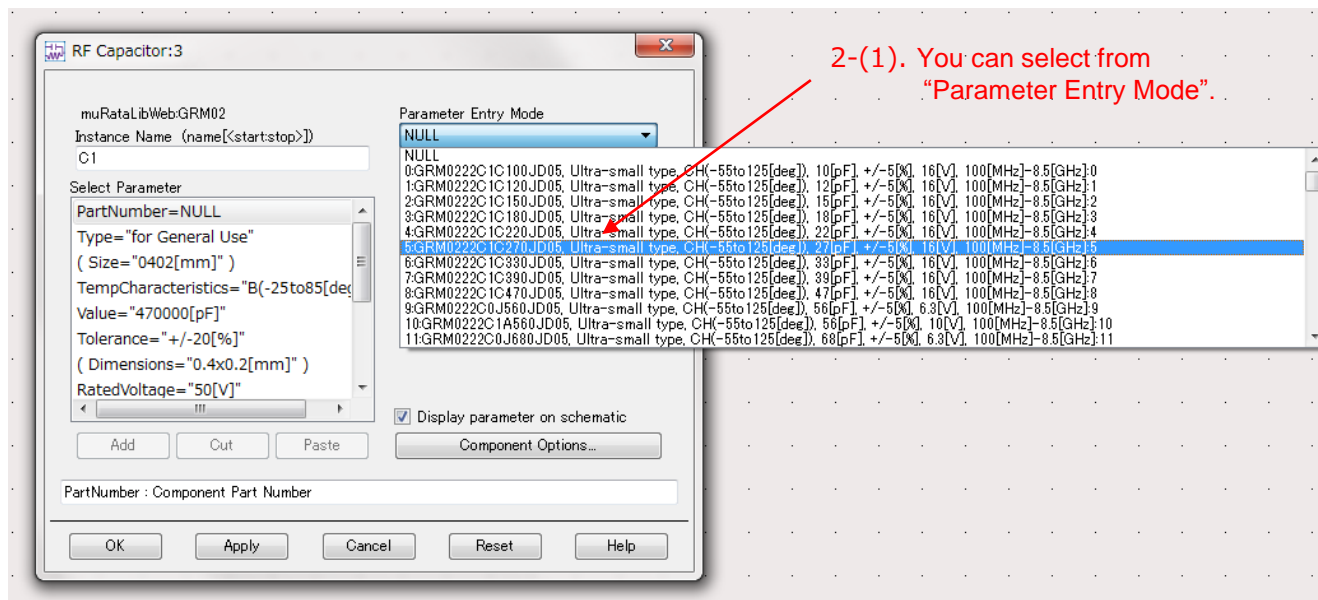 RF Capacitor:3
2-(1). You can select from
“Parameter Entry Mode”.
muRataLibWeb:GRM02
Instance Name (name[<start:stop>])
C1
Select Parameter
PartNumber=NULL
Type="for General Use"
( Size="0402[mm]" )
TempCharacteristics="B(-25to85[deg
Value="470000[pF]"
Tolerance="+/-20[%]"
( Dimensions="0.4x0.2[mm]" )
RatedVoltage="50[V]"
Add Cut Paste
Parameter Entry Mode
NULL
NULL
0:GRM0222C1C100JD05, Ultra-small type, CH(-55to125[deg]), 10[pF], +/-5[%], 16[V], 100[MHz]-8.5[GHz]:0
1:GRM0222C1C120JD05, Ultra-small type, CH(-55to125[deg]), 12[pF], +/-5[%], 16[V], 100[MHz]-8.5[GHz]:1
2:GRM0222C1C150JD05, Ultra-small type, CH(-55to125[deg]), 15[pF], +/-5[%], 16[V], 100[MHz]-8.5[GHz]:2
3:GRM0222C1C180JD05, Ultra-small type, CH(-55to125[deg]), 18[pF], +/-5[%], 16[V], 100[MHz]-8.5[GHz]:3
4:GRM0222C1C220JD05, Ultra-small type, CH(-55to125[deg]), 22[pF], +/-5[%], 16[V], 100[MHz]-8.5[GHz]:4
5:GRM0222C1C270JD05, Ultra-small type, CH(-55to125[deg]), 27[pF], +/-5[%], 16[V], 100[MHz]-8.5[GHz]:5
6:GRM0222C1C330JD05, Ultra-small type, CH(-55to125[deg]), 33[pF], +/-5[%], 16[V], 100[MHz]-8.5[GHz]:6
7:GRM0222C1C390JD05, Ultra-small type, CH(-55to125[deg]), 39[pF], +/-5[%], 16[V], 100[MHz]-8.5[GHz]:7
8:GRM0222C1C470JD05, Ultra-small type, CH(-55to125[deg]), 47[pF], +/-5[%], 16[V], 100[MHz]-8.5[GHz]:8
9:GRM0222C0J560JD05, Ultra-small type, CH(-55to125[deg]), 56[pF], +/-5[%], 6.3[V], 100[MHz]-8.5[GHz]:9
10:GRM0222C1A560JD05, Ultra-small type, CH(-55to125[deg]), 56[pF], +/-5[%], 10[V], 100[MHz]-8.5[GHz]:10
11:GRM0222C0J680JD05, Ultra-small type, CH(-55to125[deg]), 68[pF], +/-5[%], 6.3[V], 100[MHz]-8.5[GHz]:11
Display parameter on schematic
Component Options...
PartNumber : Component Part Number
OK Apply Cancel Reset Help